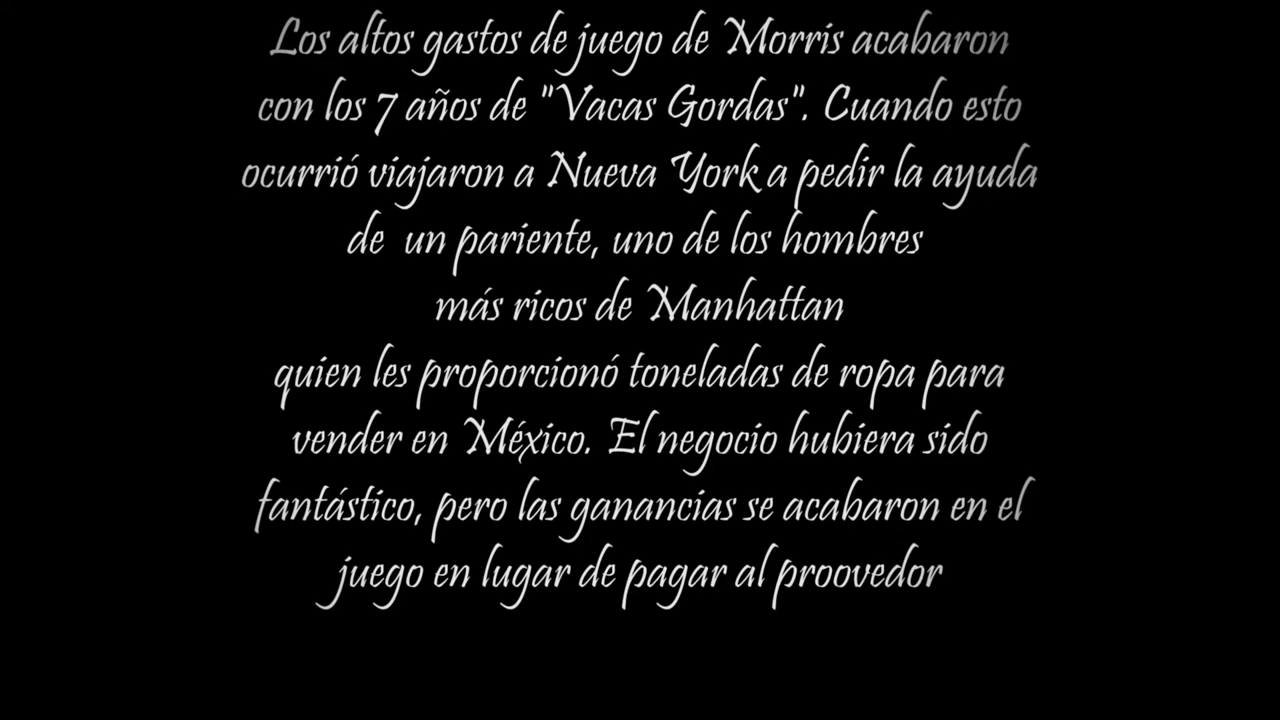 Los altos gastos de juego de Morris acabaron
con los 7 años de "Vacas Gordas". Cuando esto
ocurrió viajaron a Nueva York a pedir la ayuda
de un pariente, uno de los hombres
más ricos de Manhattan
quien les proporcionó toneladas de ropa para
vender en México. El negocio hubiera sido
fantástico, pero las ganancias se acabaron en el
juego en lugar de pagar al proovedor